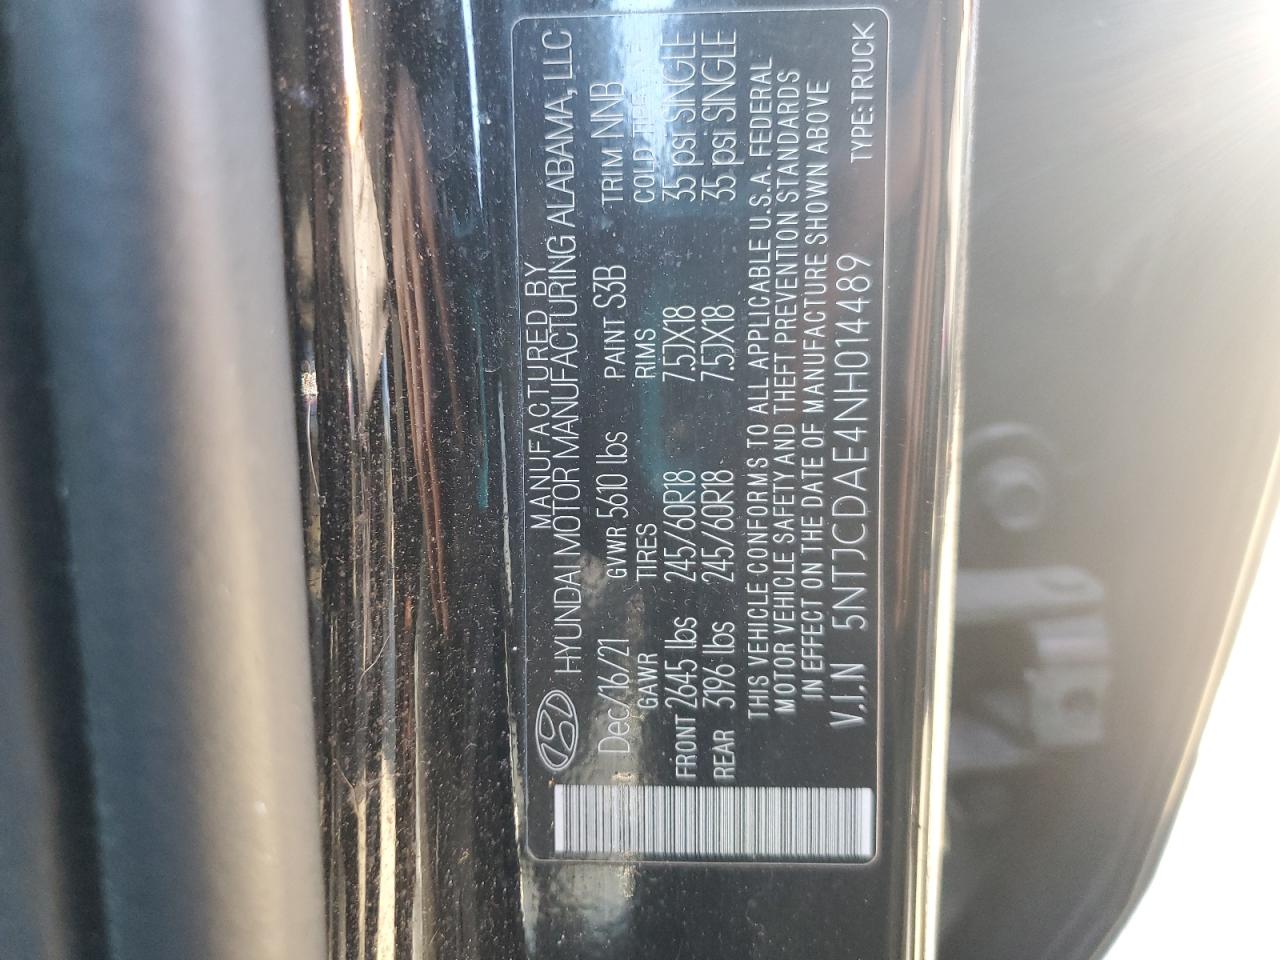 MANUFACTURED BY
HYUNDAI MOTOR MANUFACTURING ALABAMA, LLC
Dec/16/21 GVWR 5610 lbs PAINT S3B TRIM NNB
GAWR TIRES RIMS COLD TIRE
FRONT 2645 lbs 245/60R18 7.5JX18 35 psi SINGLE
REAR 3196 lbs 245/60R18 7.5JX18 35 psi SINGLE
THIS VEHICLE CONFORMS TO ALL APPLICABLE U.S.A. FEDERAL
MOTOR VEHICLE SAFETY AND THEFT PREVENTION STANDARDS
IN EFFECT ON THE DATE OF MANUFACTURE SHOWN ABOVE
V.I.N 5NTJCDAE4NH014489 TYPE:TRUCK